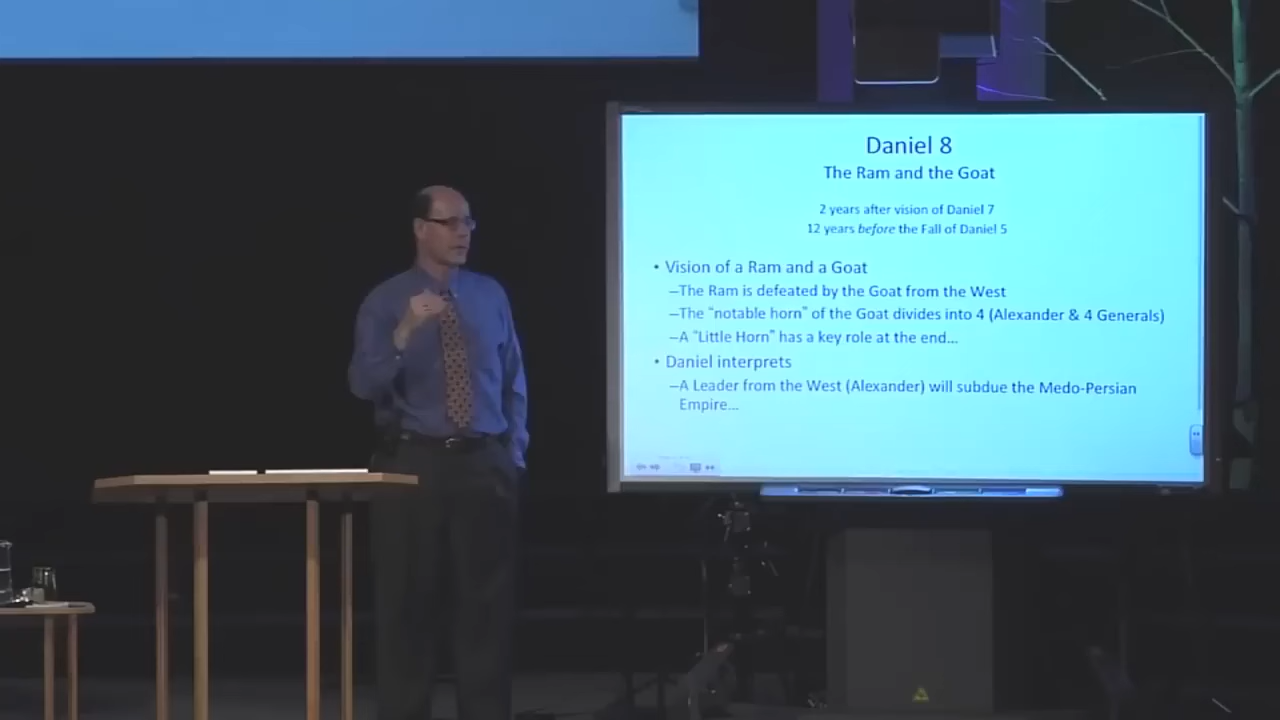 Daniel 8
The Ram and the Goat
2 years after vision of Daniel 7
12 years before the Fall of Daniel 5
• Vision of a Ram and a Goat
–The Ram is defeated by the Goat from the West
–The "notable horn" of the Goat divides into 4 (Alexander & 4 Generals)
–A "Little Horn" has a key role at the end...
• Daniel interprets
–A Leader from the West (Alexander) will subdue the Medo-Persian
Empire...